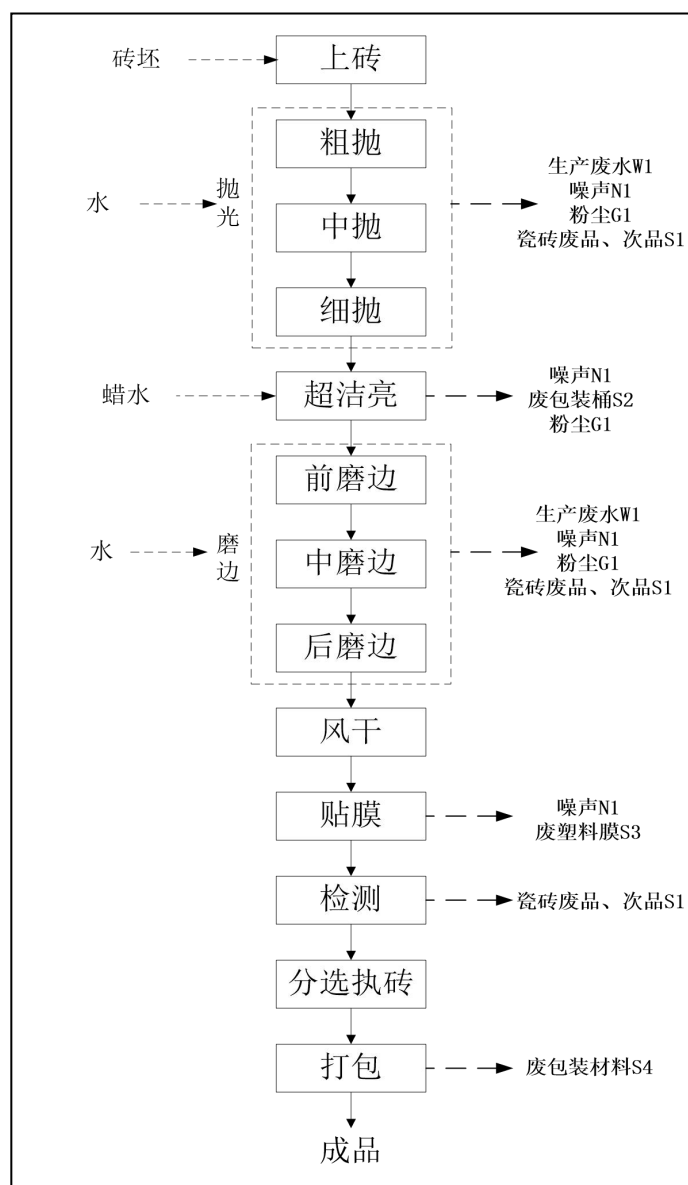 砖坯
上砖
粗抛
水
抛
光
中抛
细抛
生产废水W1
噪声N1
粉尘G1
瓷砖废品、次品S1
蜡水
超洁亮
噪声N1
废包装桶S2
粉尘G1
前磨边
水
磨
边
中磨边
后磨边
生产废水W1
噪声N1
粉尘G1
瓷砖废品、次品S1
风干
贴膜
噪声N1
废塑料膜S3
检测
瓷砖废品、次品S1
分选执砖
打包
废包装材料S4
成品